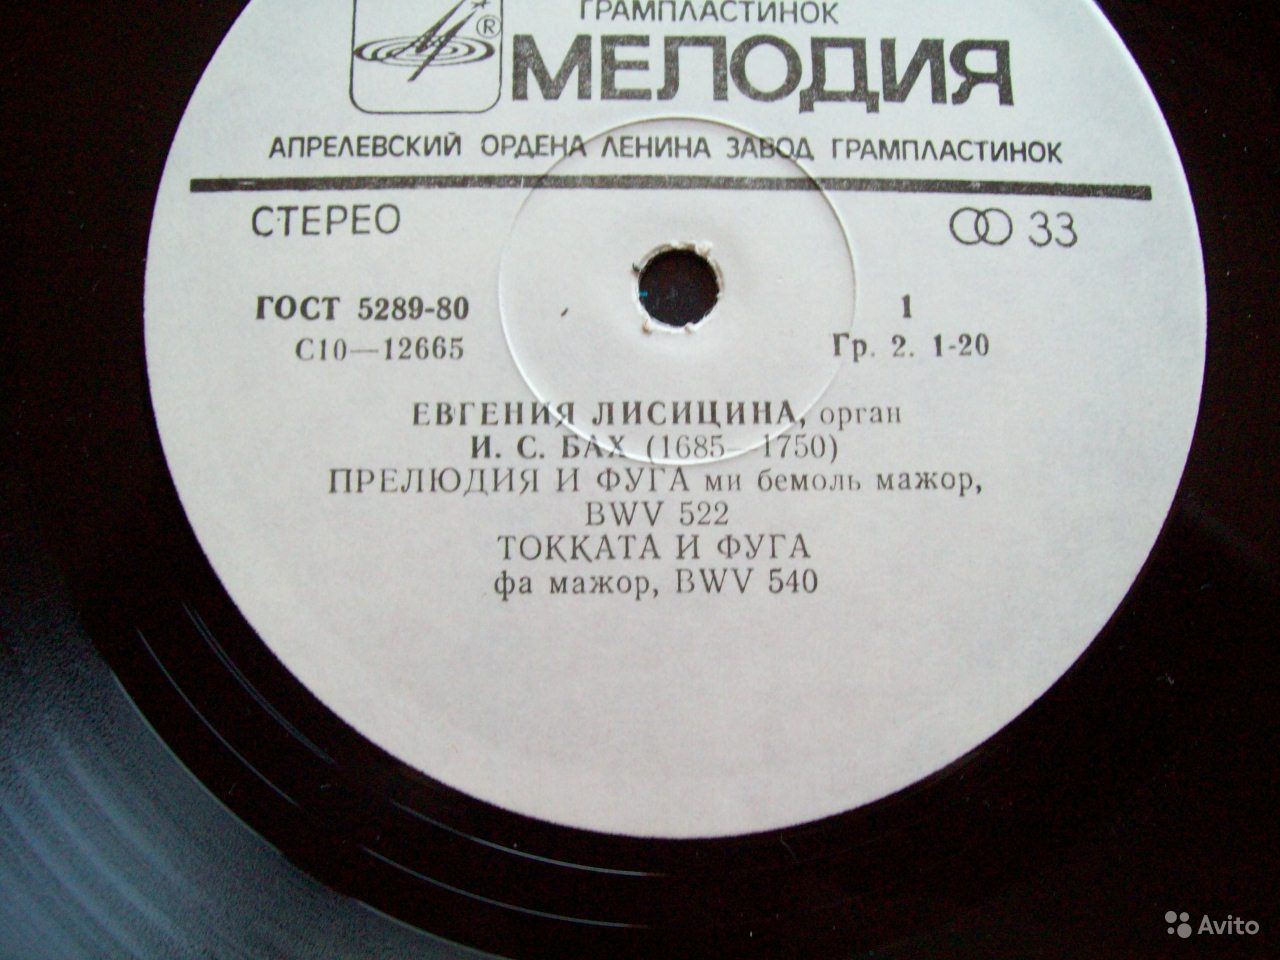 ГРАМПЛАСТИНОК
® МЕЛОДИЯ
АПРЕЛЕВСКИЙ ОРДЕНА ЛЕНИНА ЗАВОД ГРАМПЛАСТИНОК
СТЕРЕО 33
ГОСТ 5289-80 1
С10—12665 Гр. 2. 1-20
ЕВГЕНИЯ ЛИСИЦИНА, орган
И. С. БАХ (1685—1750)
ПРЕЛЮДИЯ И ФУГА ми бемоль мажор,
BWV 522
ТОККАТА И ФУГА
фа мажор, BWV 540
Avito